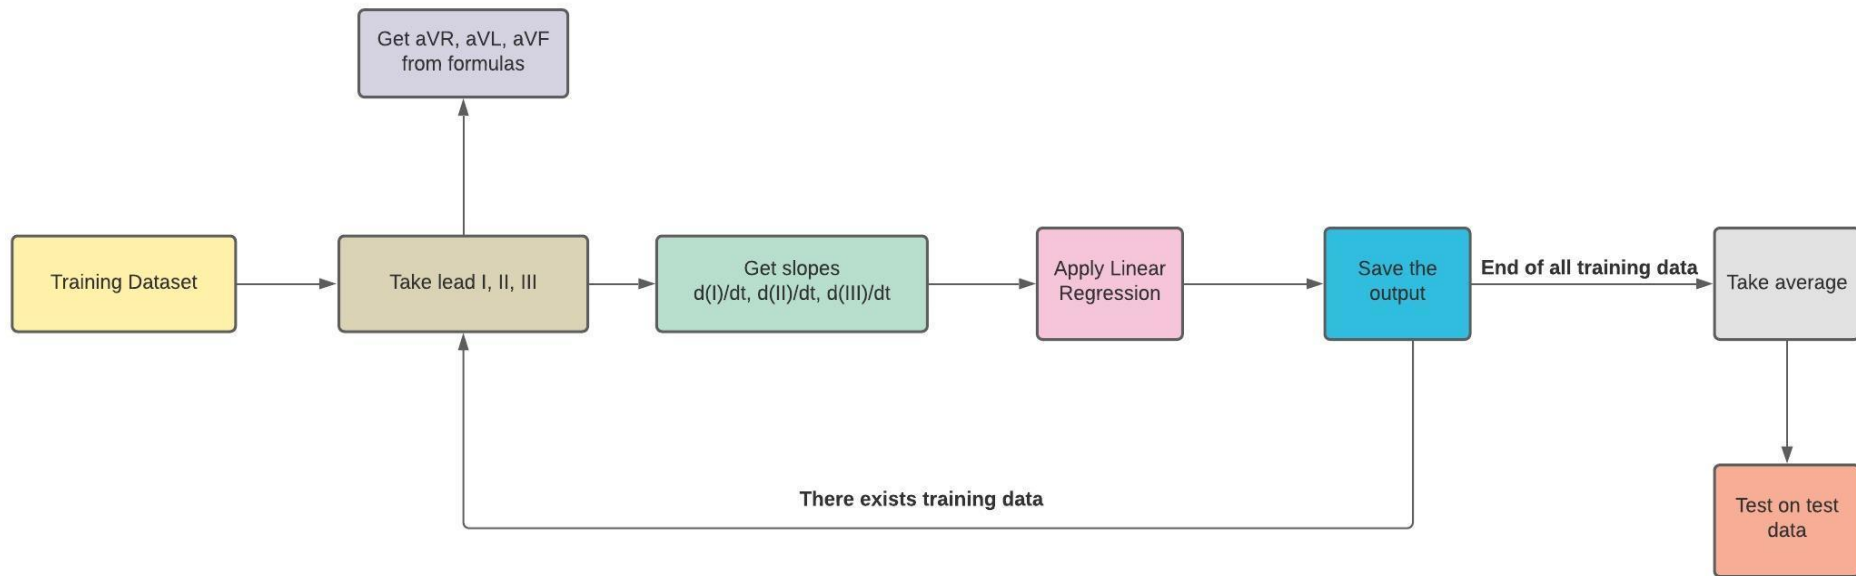 Get aVR, aVL, aVF
from formulas
Training Dataset
Take lead I, II, III
Get slopes
d(I)/dt, d(II)/dt, d(III)/dt
Apply Linear
Regression
Save the
output
End of all training data
Take average
There exists training data
Test on test
data